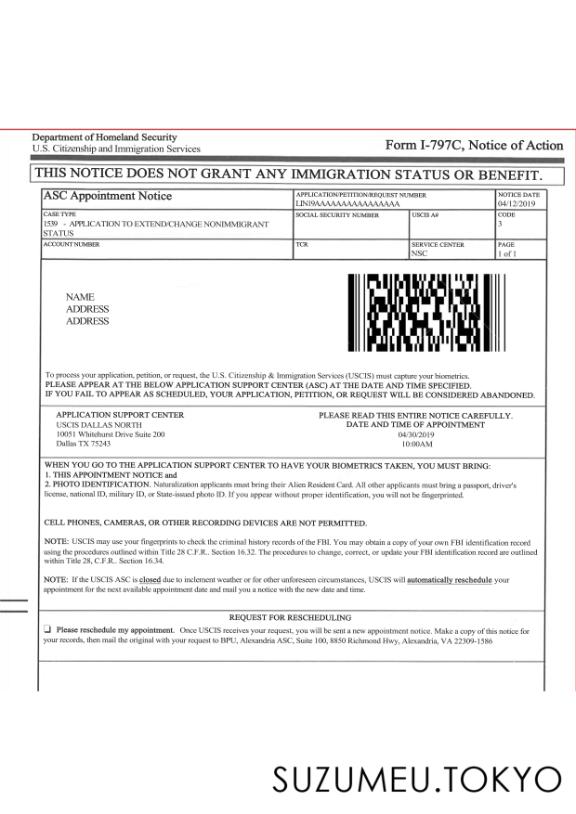 Department of Homeland Security
U.S. Citizenship and Immigration Services
Form I-797C, Notice of Action
THIS NOTICE DOES NOT GRANT ANY IMMIGRATION STATUS OR BENEFIT.
ASC Appointment Notice
APPLICATION/PETITION/REQUEST NUMBER
LIN19AAAAAAAAAAAAAAAAA
NOTICE DATE
04/12/2019
CASE TYPE
1539 - APPLICATION TO EXTEND/CHANGE NONIMMIGRANT
STATUS
SOCIAL SECURITY NUMBER
USCIS A#
CODE
3
ACCOUNT NUMBER
TCR
SERVICE CENTER
NSC
PAGE
1 of 1
NAME
ADDRESS
ADDRESS
To process your application, petition, or request, the U.S. Citizenship & Immigration Services (USCIS) must capture your biometrics.
PLEASE APPEAR AT THE BELOW APPLICATION SUPPORT CENTER (ASC) AT THE DATE AND TIME SPECIFIED.
IF YOU FAIL TO APPEAR AS SCHEDULED, YOUR APPLICATION, PETITION, OR REQUEST WILL BE CONSIDERED ABANDONED.
APPLICATION SUPPORT CENTER
USCIS DALLAS NORTH
10051 Whitehurst Drive Suite 200
Dallas TX 75243
PLEASE READ THIS ENTIRE NOTICE CAREFULLY.
DATE AND TIME OF APPOINTMENT
04/30/2019
10:00AM
WHEN YOU GO TO THE APPLICATION SUPPORT CENTER TO HAVE YOUR BIOMETRICS TAKEN, YOU MUST BRING:
1. THIS APPOINTMENT NOTICE and
2. PHOTO IDENTIFICATION. Naturalization applicants must bring their Alien Resident Card. All other applicants must bring a passport, driver's
license, national ID, military ID, or State-issued photo ID. If you appear without proper identification, you will not be fingerprinted.
CELL PHONES, CAMERAS, OR OTHER RECORDING DEVICES ARE NOT PERMITTED.
NOTE: USCIS may use your fingerprints to check the criminal history records of the FBI. You may obtain a copy of your own FBI identification record
using the procedures outlined within Title 28 C.F.R.. Section 16.32. The procedures to change, correct, or update your FBI identification record are outlined
within Title 28, C.F.R.. Section 16.34.
NOTE: If the USCIS ASC is closed due to inclement weather or for other unforeseen circumstances, USCIS will automatically reschedule your
appointment for the next available appointment date and mail you a notice with the new date and time.
REQUEST FOR RESCHEDULING
Please reschedule my appointment. Once USCIS receives your request, you will be sent a new appointment notice. Make a copy of this notice for
your records, then mail the original with your request to BPU, Alexandria ASC, Suite 100, 8850 Richmond Hwy, Alexandria, VA 22309-1586
SUZUMEU.TOKYO